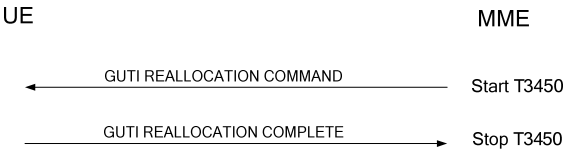 UE
MME
GUTI REALLOCATION COMMAND
Start T3450
GUTI REALLOCATION COMPLETE
Stop T3450